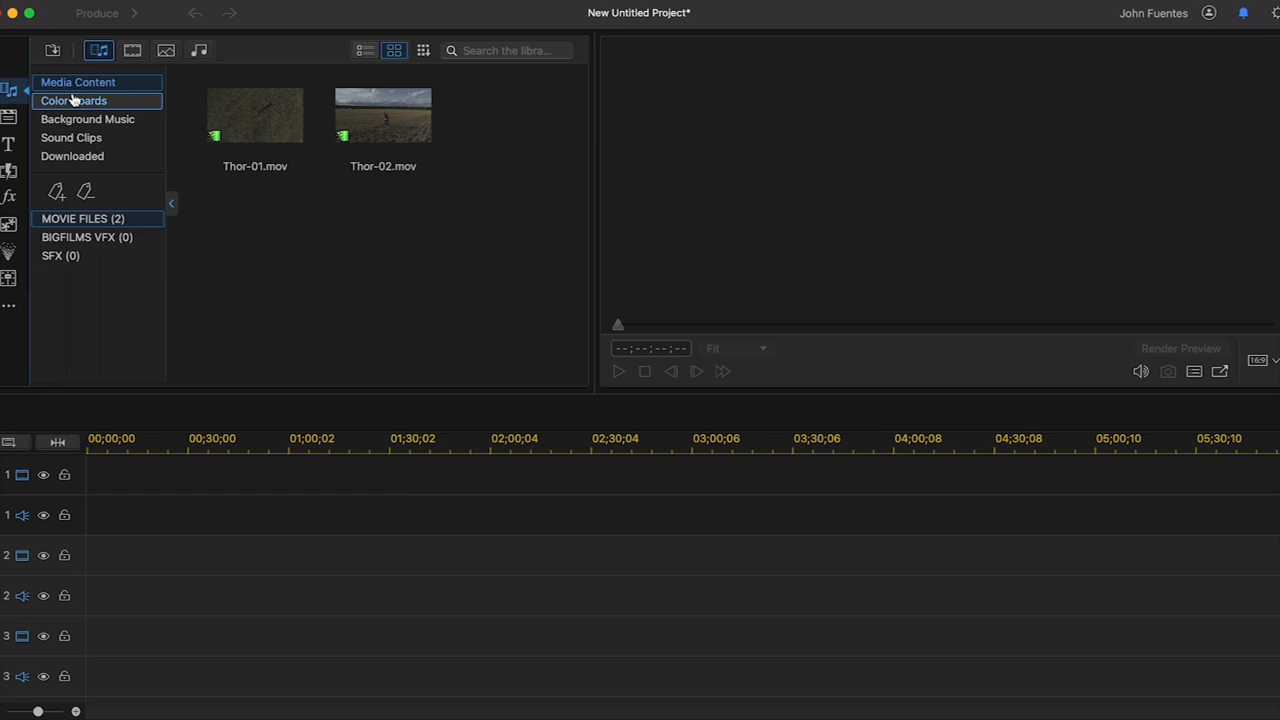 Produce
New Untitled Project*
John Fuentes
Search the libra...
Media Content
Color Boards
Background Music
Sound Clips
Downloaded
MOVIE FILES (2)
BIGFILMS VFX (0)
SFX (0)
Thor-01.mov
Thor-02.mov
T
fx
--;--;--;--
Fit
Render Preview
16:9
00;00;00
00;30;00
01;00;02
01;30;02
02;00;04
02;30;04
03;00;06
03;30;06
04;00;08
04;30;08
05;00;10
05;30;10
1
1
2
2
3
3